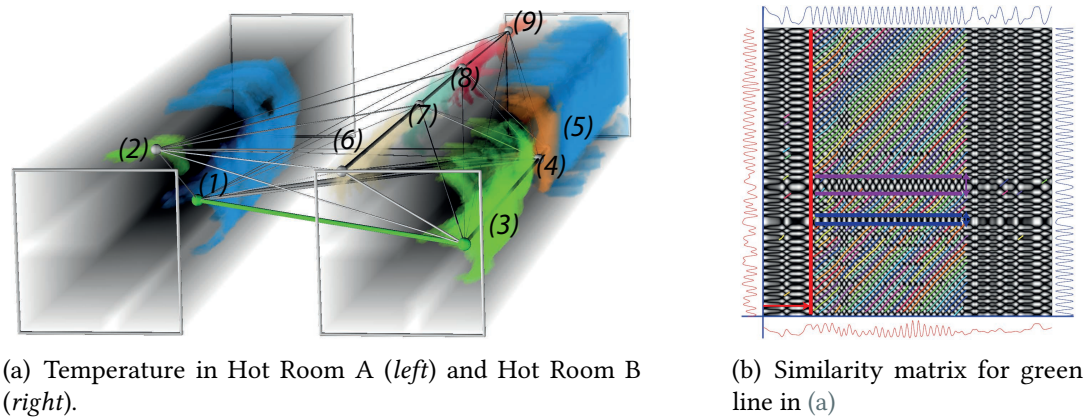 (9)
(8)
(7)
(6)
(5)
(2)
(4)
(1)
(3)
(a) Temperature in Hot Room A (left) and Hot Room B
(right).
(b) Similarity matrix for green
line in (a)